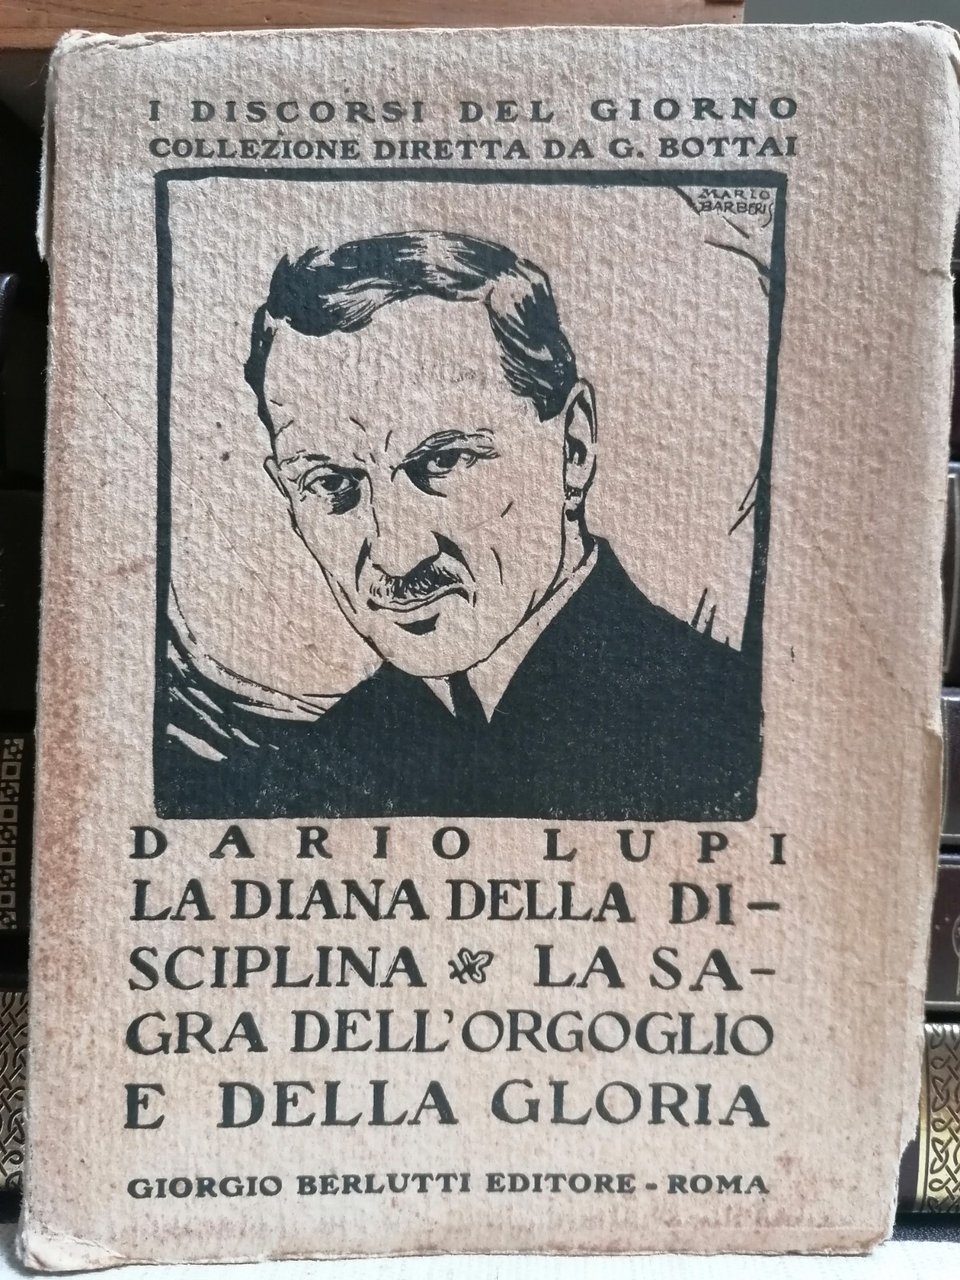 I DISCORSI DEL GIORNO
COLLEZIONE DIRETTA DA G. BOTTAI
MARIO
BARBERIS
DARIO LUPI
LA DIANA DELLA DI-
SCIPLINA LA SA-
GRA DELL'ORGOGLIO
E DELLA GLORIA
GIORGIO BERLUTTI EDITORE - ROMA